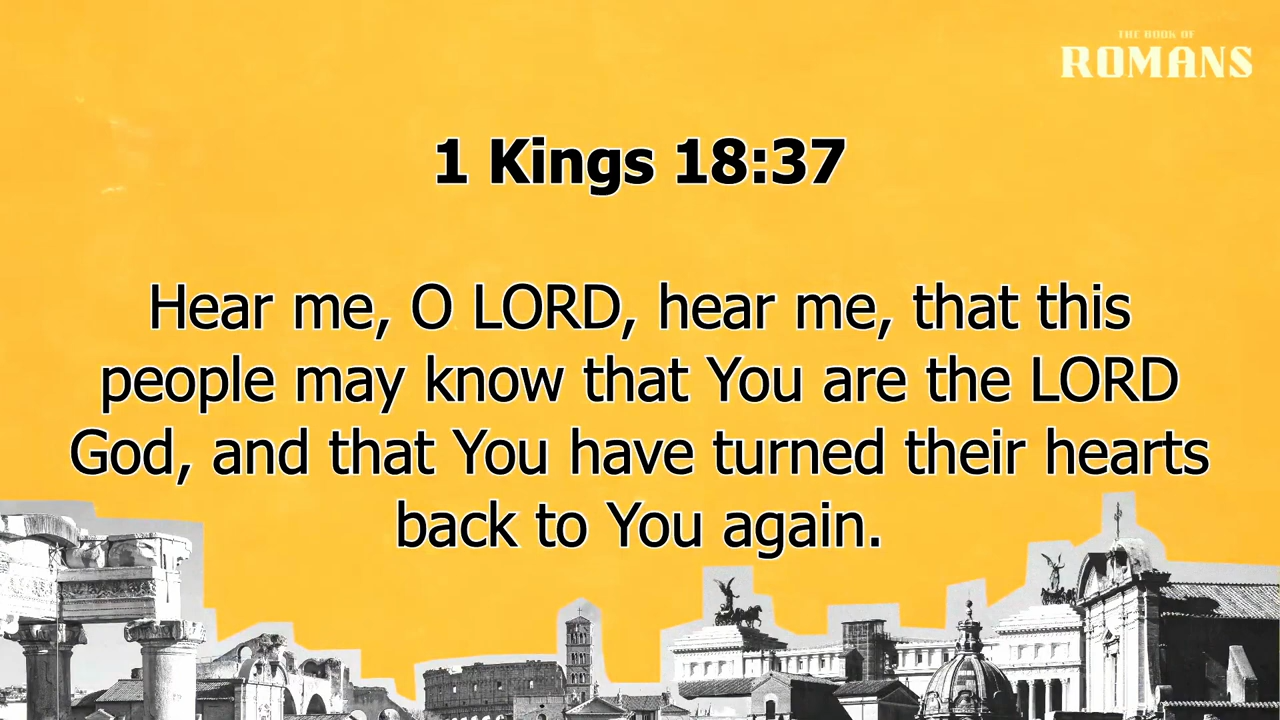 THE BOOK OF
ROMANS
1 Kings 18:37
Hear me, O LORD, hear me, that this
people may know that You are the LORD
God, and that You have turned their hearts
back to You again.